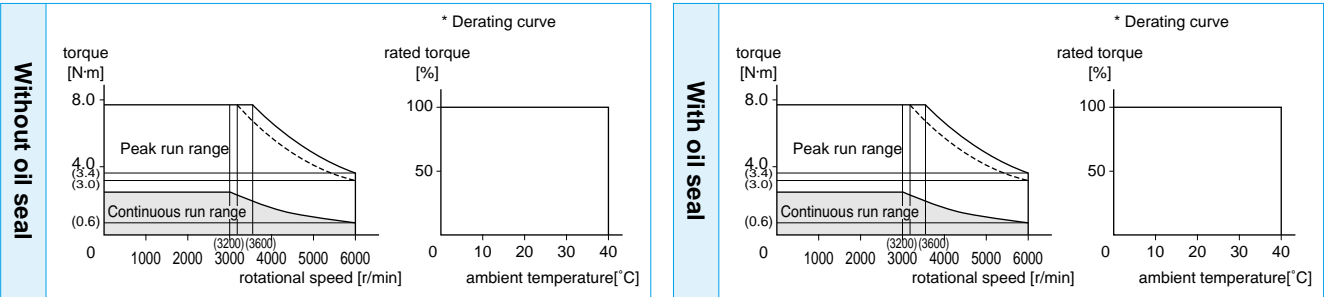 Without oil seal
* Derating curve
torque
[N·m]
8.0
4.0
(3.4)
(3.0)
(0.6)
0
Peak run range
Continuous run range
(3200) (3600)
1000 2000 3000 4000 5000 6000
rotational speed [r/min]
rated torque
[%]
100
50
0
10 20 30 40
ambient temperature[˚C]
With oil seal
* Derating curve
torque
[N·m]
8.0
4.0
(3.4)
(3.0)
(0.6)
0
Peak run range
Continuous run range
(3200) (3600)
1000 2000 3000 4000 5000 6000
rotational speed [r/min]
rated torque
[%]
100
50
0
10 20 30 40
ambient temperature[˚C]